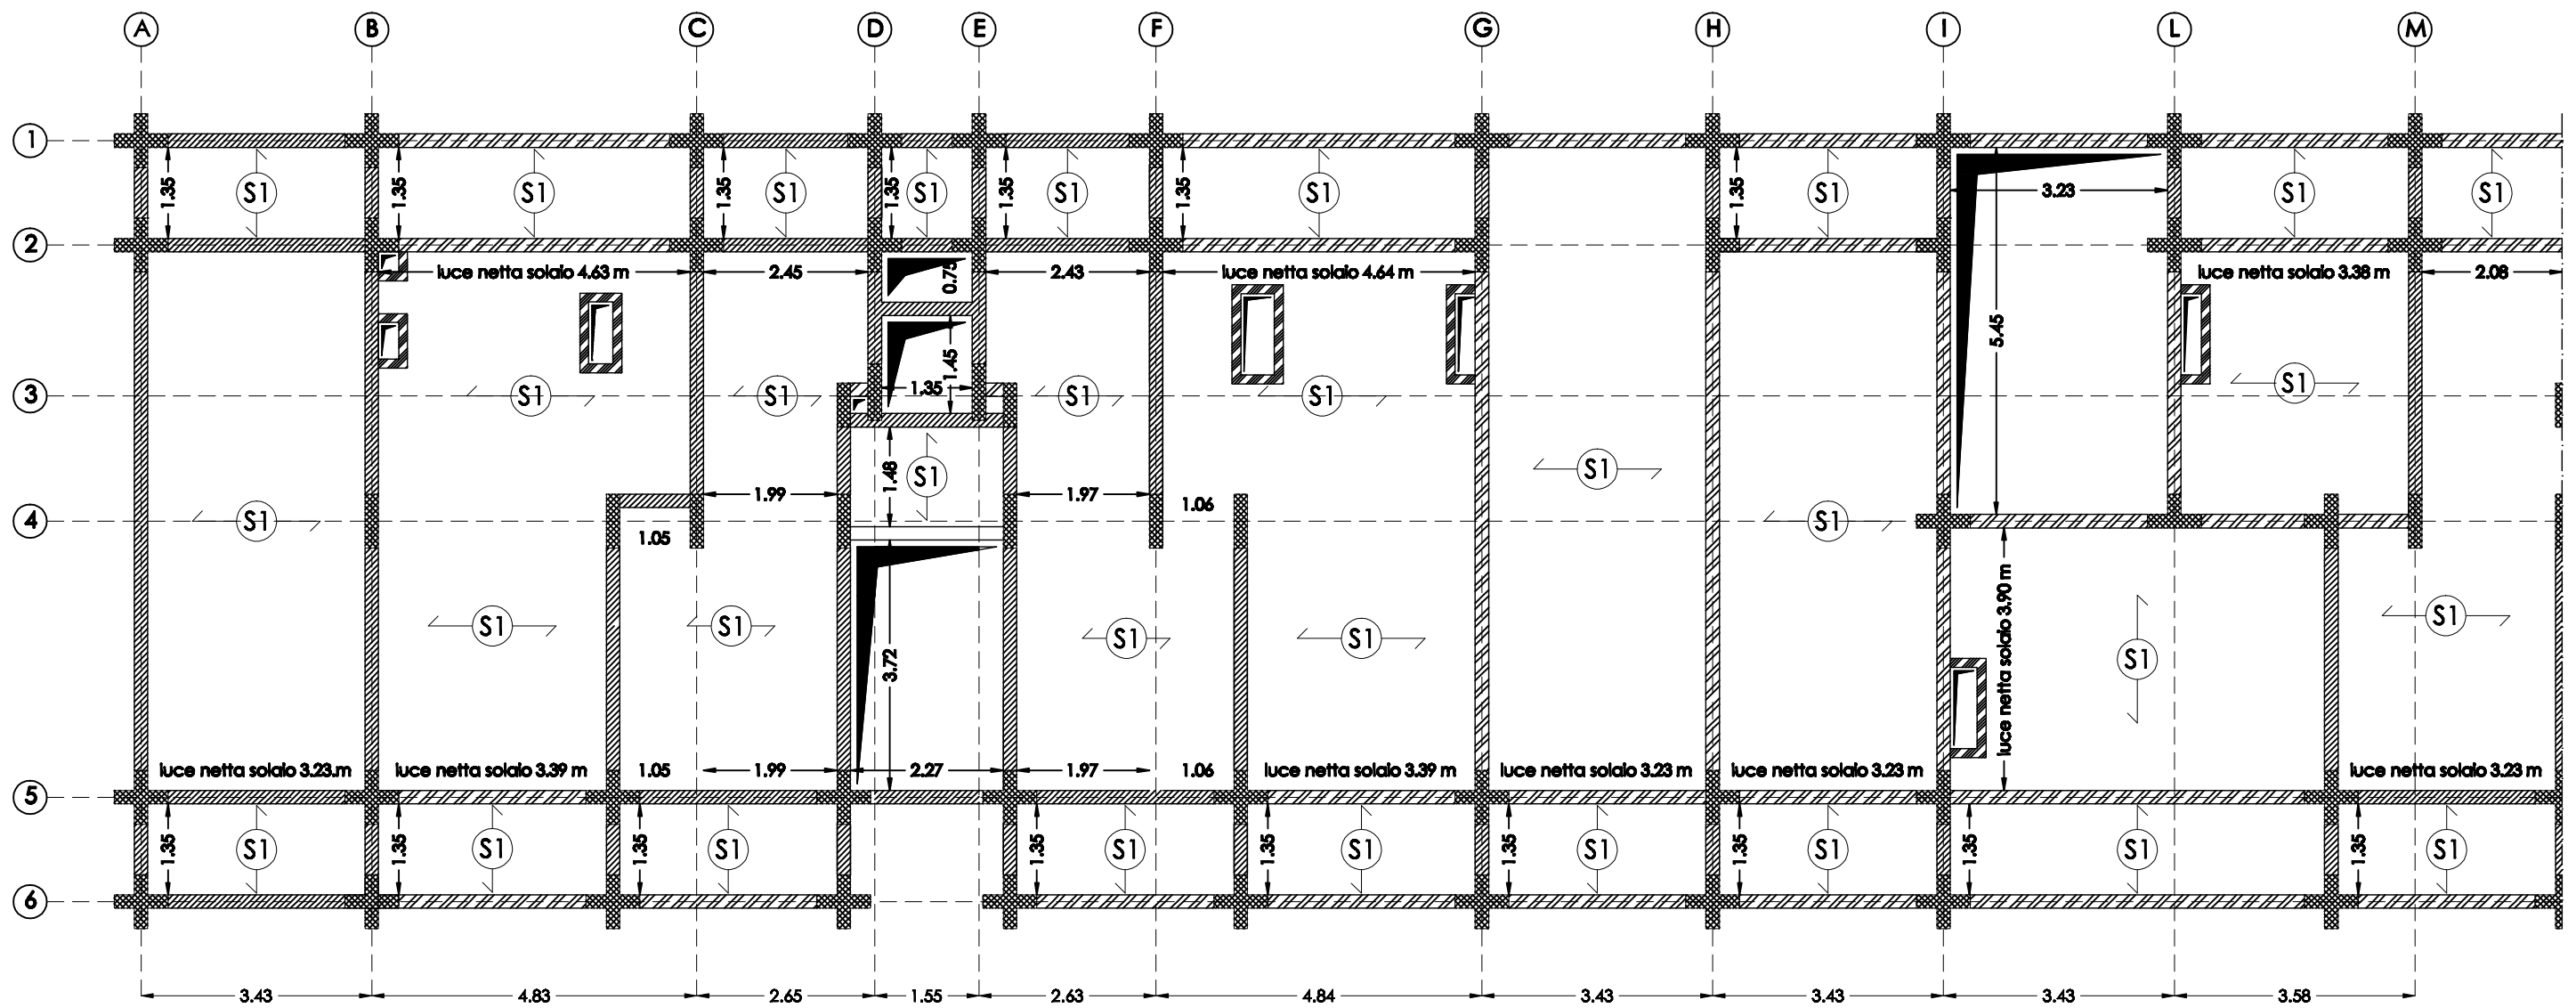 A B C D E F G H I L M
1
1.35 1.35 1.35 1.35 1.35 1.35 1.35
S1 S1 S1 S1 S1 S1 S1 S1 S1
3.23
2
luce netta solaio 4.63 m 2.45 0.75 2.43 luce netta solaio 4.64 m luce netta solaio 3.38 m 2.08
5.45
1.45
1.35
3
S1 S1 S1 S1 S1
1.48 S1 S1
1.99 1.97 1.06
4
S1 S1
1.05
luce netta solaio 3.90 m
S1 S1 S1 S1 S1
3.72 S1
luce netta solaio 3.23.m luce netta solaio 3.39 m 1.05 1.99 2.27 1.97 1.06 luce netta solaio 3.39 m luce netta solaio 3.23 m luce netta solaio 3.23 m luce netta solaio 3.23 m
5
1.35 1.35 1.35 1.35 1.35 1.35 1.35 1.35 1.35
S1 S1 S1 S1 S1 S1 S1 S1 S1
6
3.43 4.83 2.65 1.55 2.63 4.84 3.43 3.43 3.43 3.58